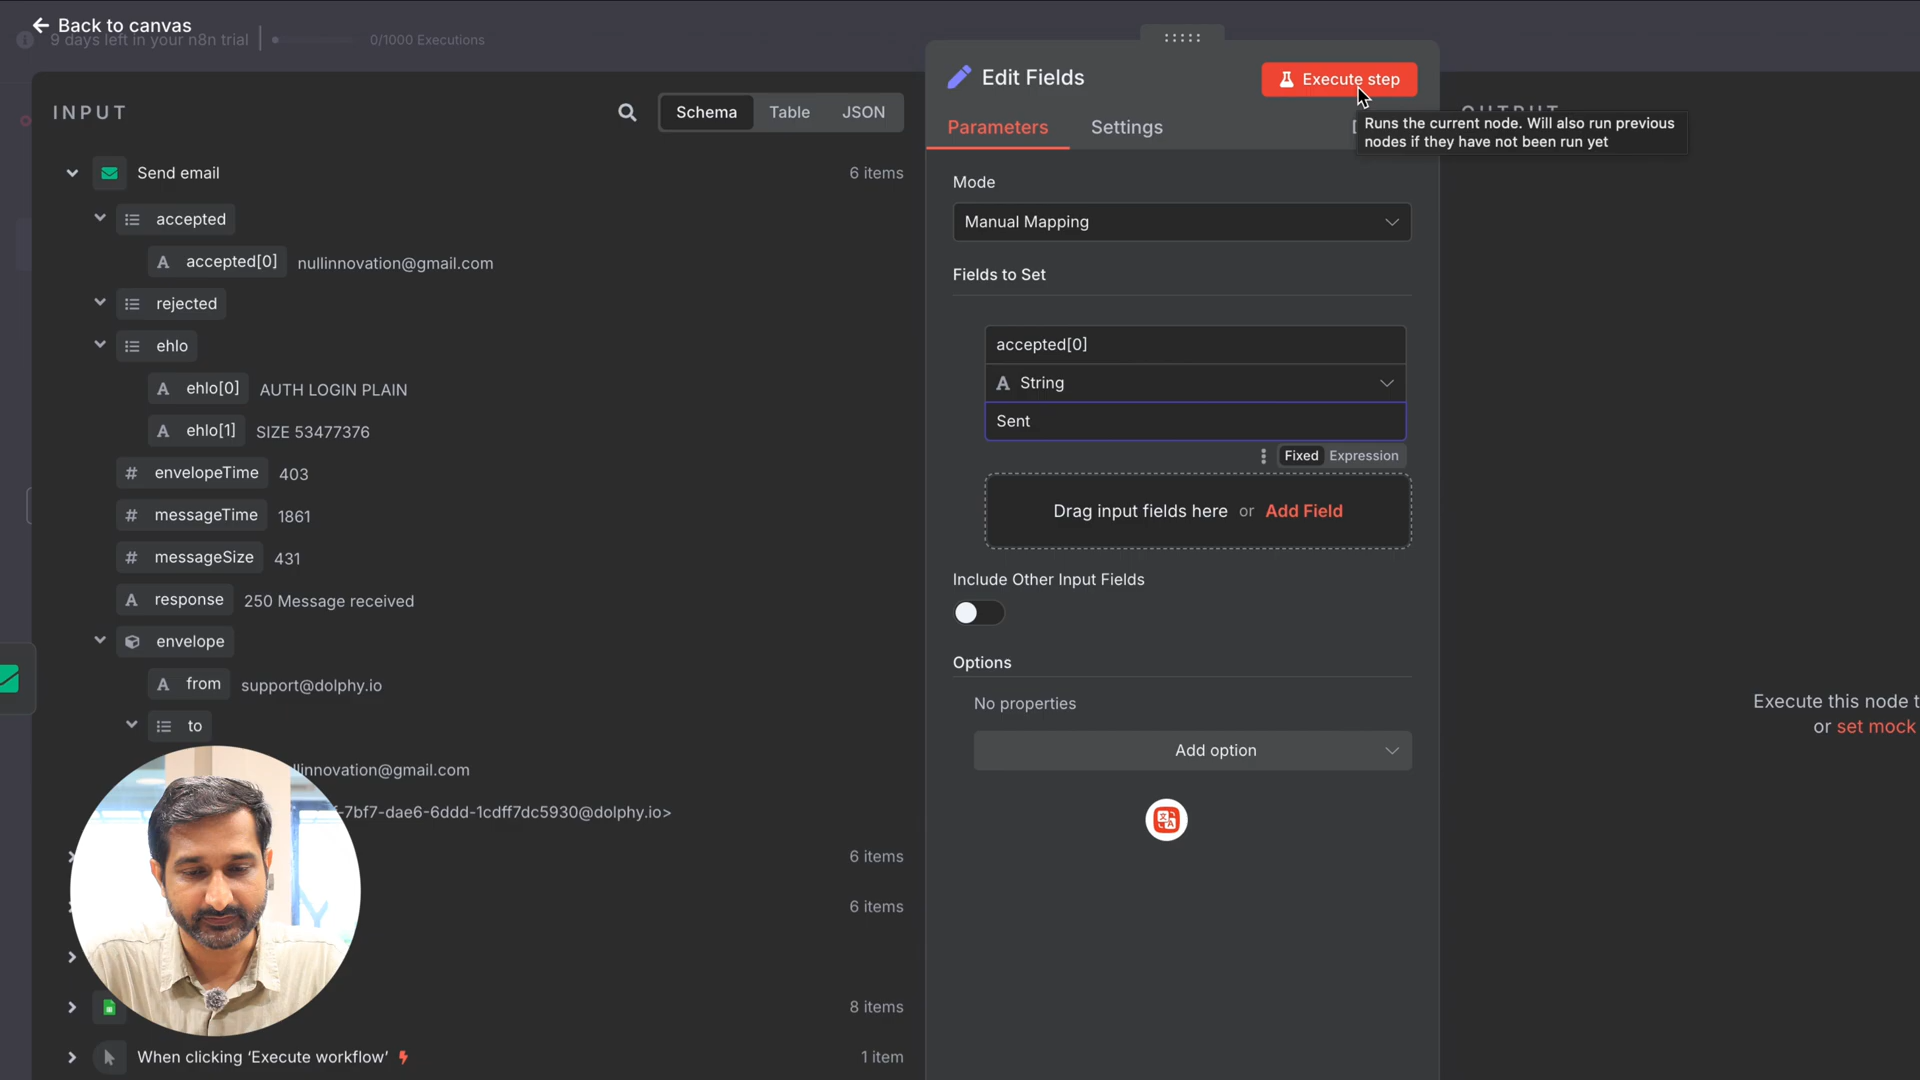 Back to canvas
9 days left in your n8n trial
0/1000 Executions
INPUT
Schema
Table
JSON
Send email
6 items
accepted
accepted[0]
nullinnovation@gmail.com
rejected
ehlo
ehlo[0]
AUTH LOGIN PLAIN
ehlo[1]
SIZE 53477376
envelopeTime
403
messageTime
1861
messageSize
431
response
250 Message received
envelope
from
support@dolphy.io
to
llinnovation@gmail.com
-7bf7-dae6-6ddd-1cdff7dc5930@dolphy.io>
6 items
6 items
8 items
When clicking ‘Execute workflow’
1 item
Edit Fields
Execute step
Parameters
Settings
Runs the current node. Will also run previous
nodes if they have not been run yet
Mode
Manual Mapping
Fields to Set
accepted[0]
A String
Sent
Fixed
Expression
Drag input fields here or Add Field
Include Other Input Fields
Options
No properties
Add option
OUTPUT
Execute this node t
or set mock